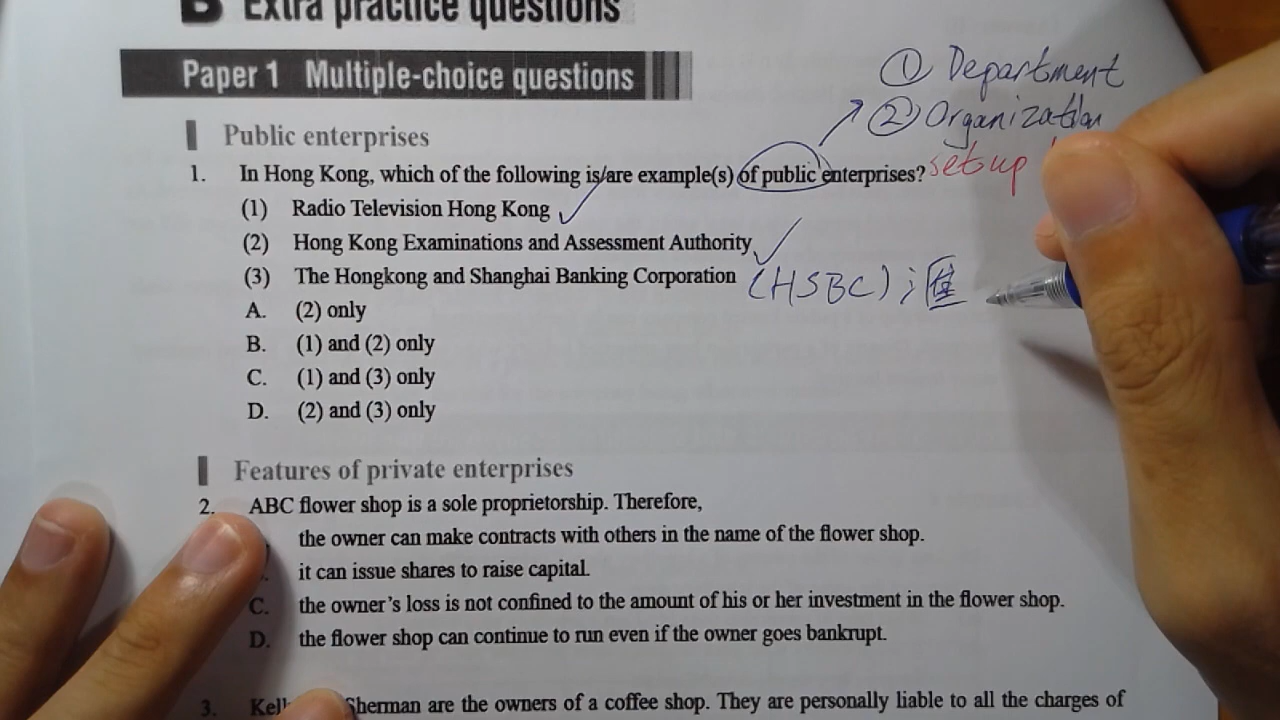 B Extra practice questions
Paper 1 Multiple-choice questions
① Department
② Organization
set up
Public enterprises
1. In Hong Kong, which of the following is/are example(s) of public enterprises?
(1) Radio Television Hong Kong ✓
(2) Hong Kong Examinations and Assessment Authority ✓
(3) The Hongkong and Shanghai Banking Corporation (HSBC) ; 滙
A. (2) only
B. (1) and (2) only
C. (1) and (3) only
D. (2) and (3) only
Features of private enterprises
2. ABC flower shop is a sole proprietorship. Therefore,
the owner can make contracts with others in the name of the flower shop.
it can issue shares to raise capital.
C. the owner's loss is not confined to the amount of his or her investment in the flower shop.
D. the flower shop can continue to run even if the owner goes bankrupt.
3. Sherman are the owners of a coffee shop. They are personally liable to all the charges of